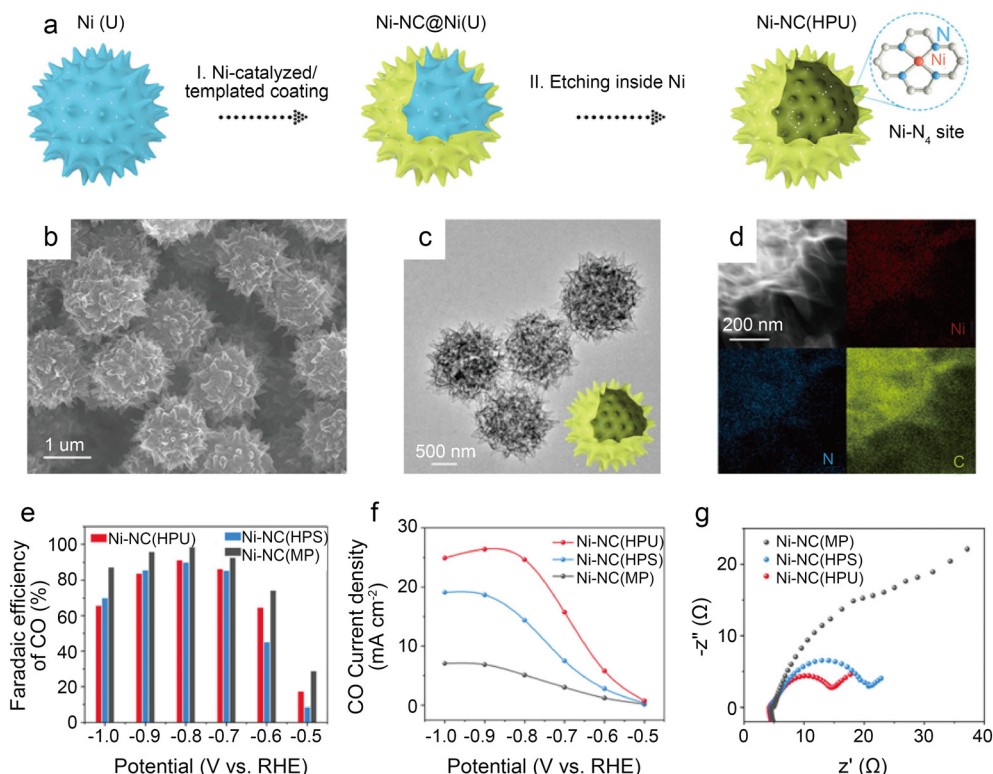 a
Ni (U)
I. Ni-catalyzed/
templated coating
Ni-NC@Ni(U)
II. Etching inside Ni
Ni-NC(HPU)
N
Ni
Ni-N4 site
b
1 um
c
500 nm
d
200 nm
Ni
N
C
e
Faradaic efficiency
of CO (%)
100
80
60
40
20
0
Ni-NC(HPU)
Ni-NC(HPS)
Ni-NC(MP)
-1.0 -0.9 -0.8 -0.7 -0.6 -0.5
Potential (V vs. RHE)
f
CO Current density
(mA cm-2)
30
20
10
0
Ni-NC(HPU)
Ni-NC(HPS)
Ni-NC(MP)
-1.0 -0.9 -0.8 -0.7 -0.6 -0.5
Potential (V vs. RHE)
g
-z" (Ω)
20
10
0
Ni-NC(MP)
Ni-NC(HPS)
Ni-NC(HPU)
0 10 20 30 40
z' (Ω)